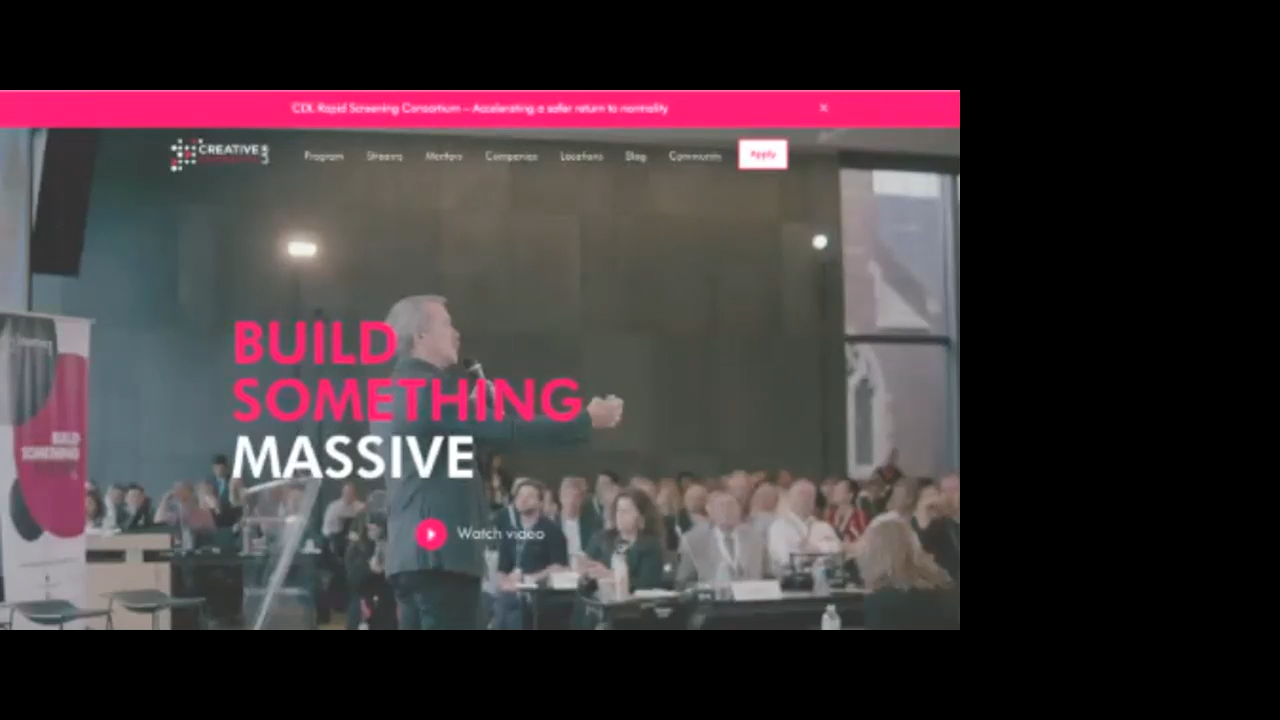 CDL Rapid Screening Consortium – Accelerating a safer return to normality ×
CREATIVE
Program Streams Mentors Companies Locations Blog Community Apply
BUILD
SOMETHING
MASSIVE
BUILD
SOMETHING
Watch video